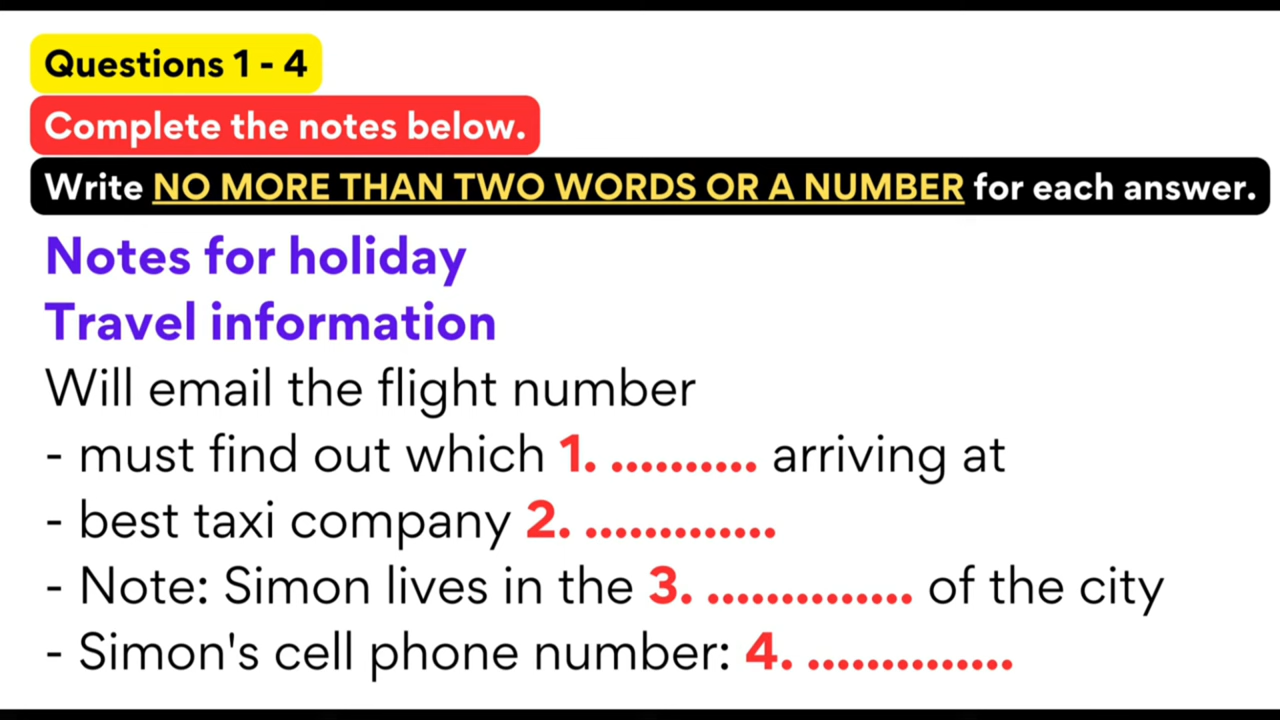 Questions 1 - 4
Complete the notes below.
Write NO MORE THAN TWO WORDS OR A NUMBER for each answer.
Notes for holiday
Travel information
Will email the flight number
- must find out which 1. .......... arriving at
- best taxi company 2. .............
- Note: Simon lives in the 3. .............. of the city
- Simon's cell phone number: 4. ..............